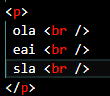 <p>
ola <br />
eai <br />
sla <br />
</p>